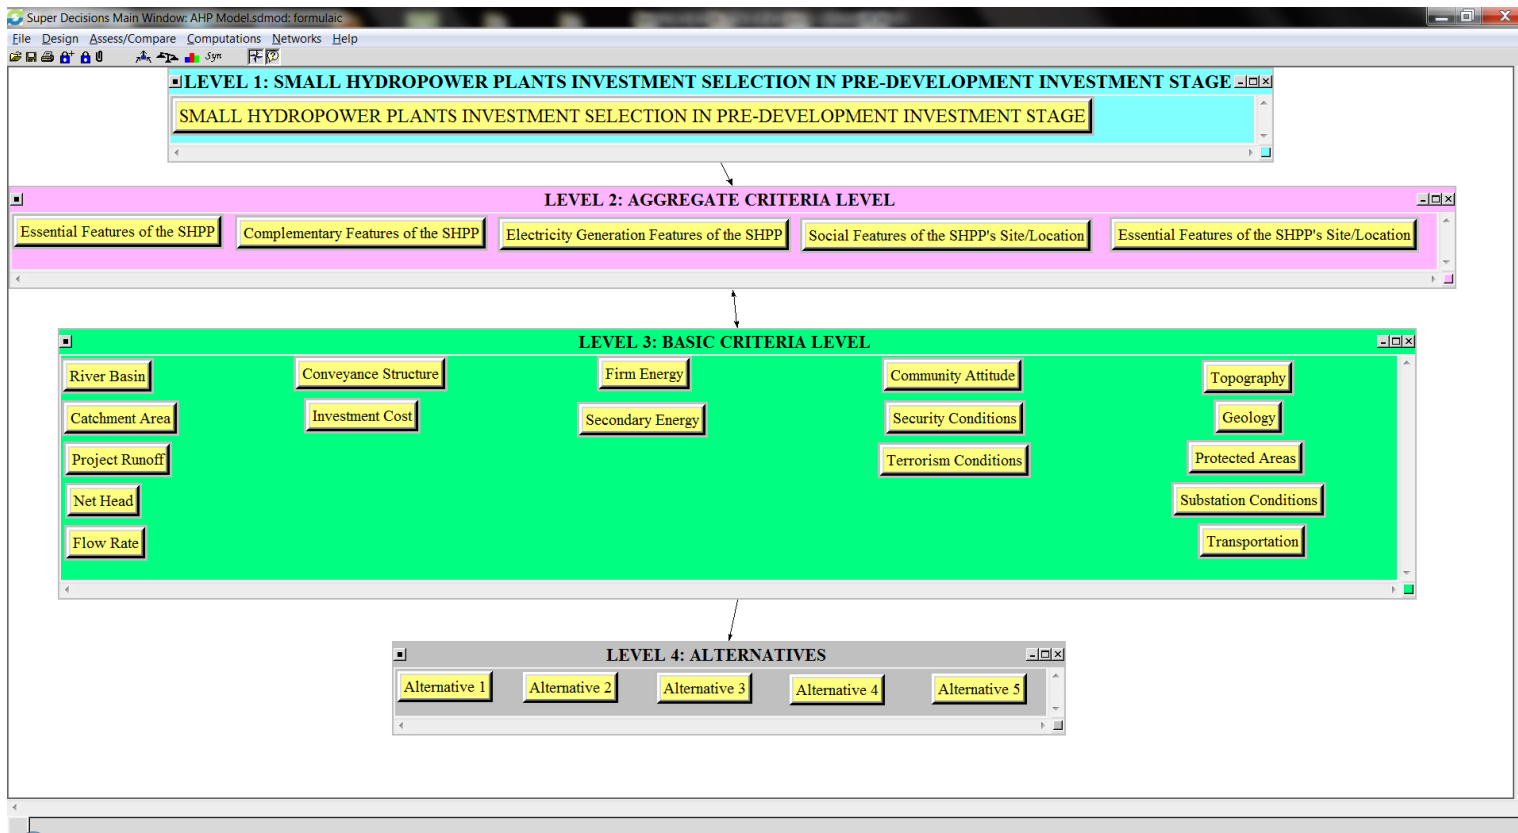 Super Decisions Main Window: AHP Model.sdmod: formulaic
File Design Assess/Compare Computations Networks Help
Syn
LEVEL 1: SMALL HYDROPOWER PLANTS INVESTMENT SELECTION IN PRE-DEVELOPMENT INVESTMENT STAGE
SMALL HYDROPOWER PLANTS INVESTMENT SELECTION IN PRE-DEVELOPMENT INVESTMENT STAGE
LEVEL 2: AGGREGATE CRITERIA LEVEL
Essential Features of the SHPP Complementary Features of the SHPP Electricity Generation Features of the SHPP Social Features of the SHPP's Site/Location Essential Features of the SHPP's Site/Location
LEVEL 3: BASIC CRITERIA LEVEL
River Basin Conveyance Structure Firm Energy Community Attitude Topography
Catchment Area Investment Cost Secondary Energy Security Conditions Geology
Project Runoff Terrorism Conditions Protected Areas
Net Head Substation Conditions
Flow Rate Transportation
LEVEL 4: ALTERNATIVES
Alternative 1 Alternative 2 Alternative 3 Alternative 4 Alternative 5